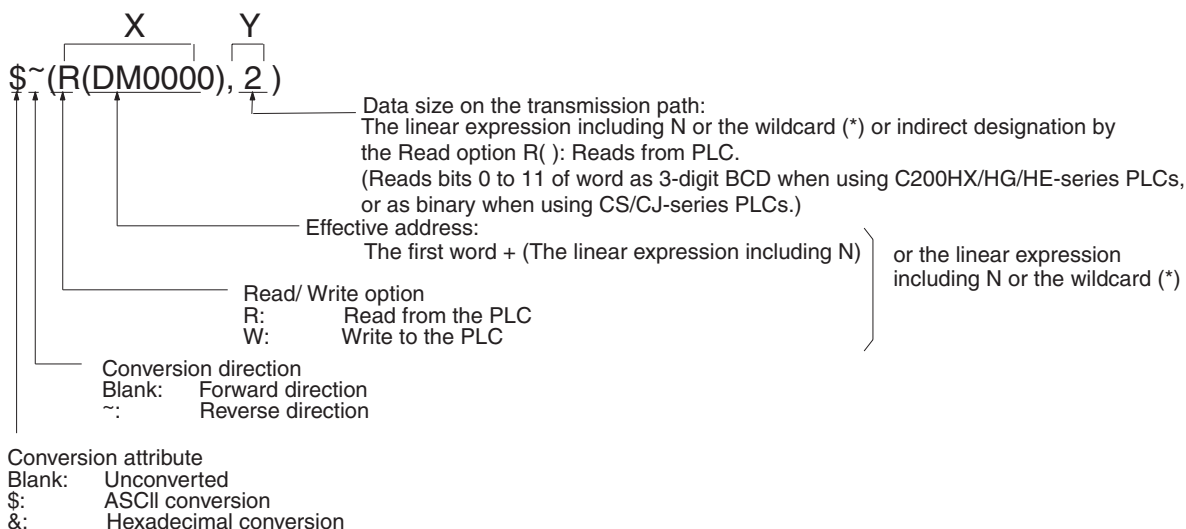 X Y
$~(R(DM0000), 2 )
Data size on the transmission path:
The linear expression including N or the wildcard (*) or indirect designation by
the Read option R( ): Reads from PLC.
(Reads bits 0 to 11 of word as 3-digit BCD when using C200HX/HG/HE-series PLCs,
or as binary when using CS/CJ-series PLCs.)
Effective address:
The first word + (The linear expression including N)
or the linear expression
including N or the wildcard (*)
Read/ Write option
R: Read from the PLC
W: Write to the PLC
Conversion direction
Blank: Forward direction
~: Reverse direction
Conversion attribute
Blank: Unconverted
$: ASCII conversion
&: Hexadecimal conversion